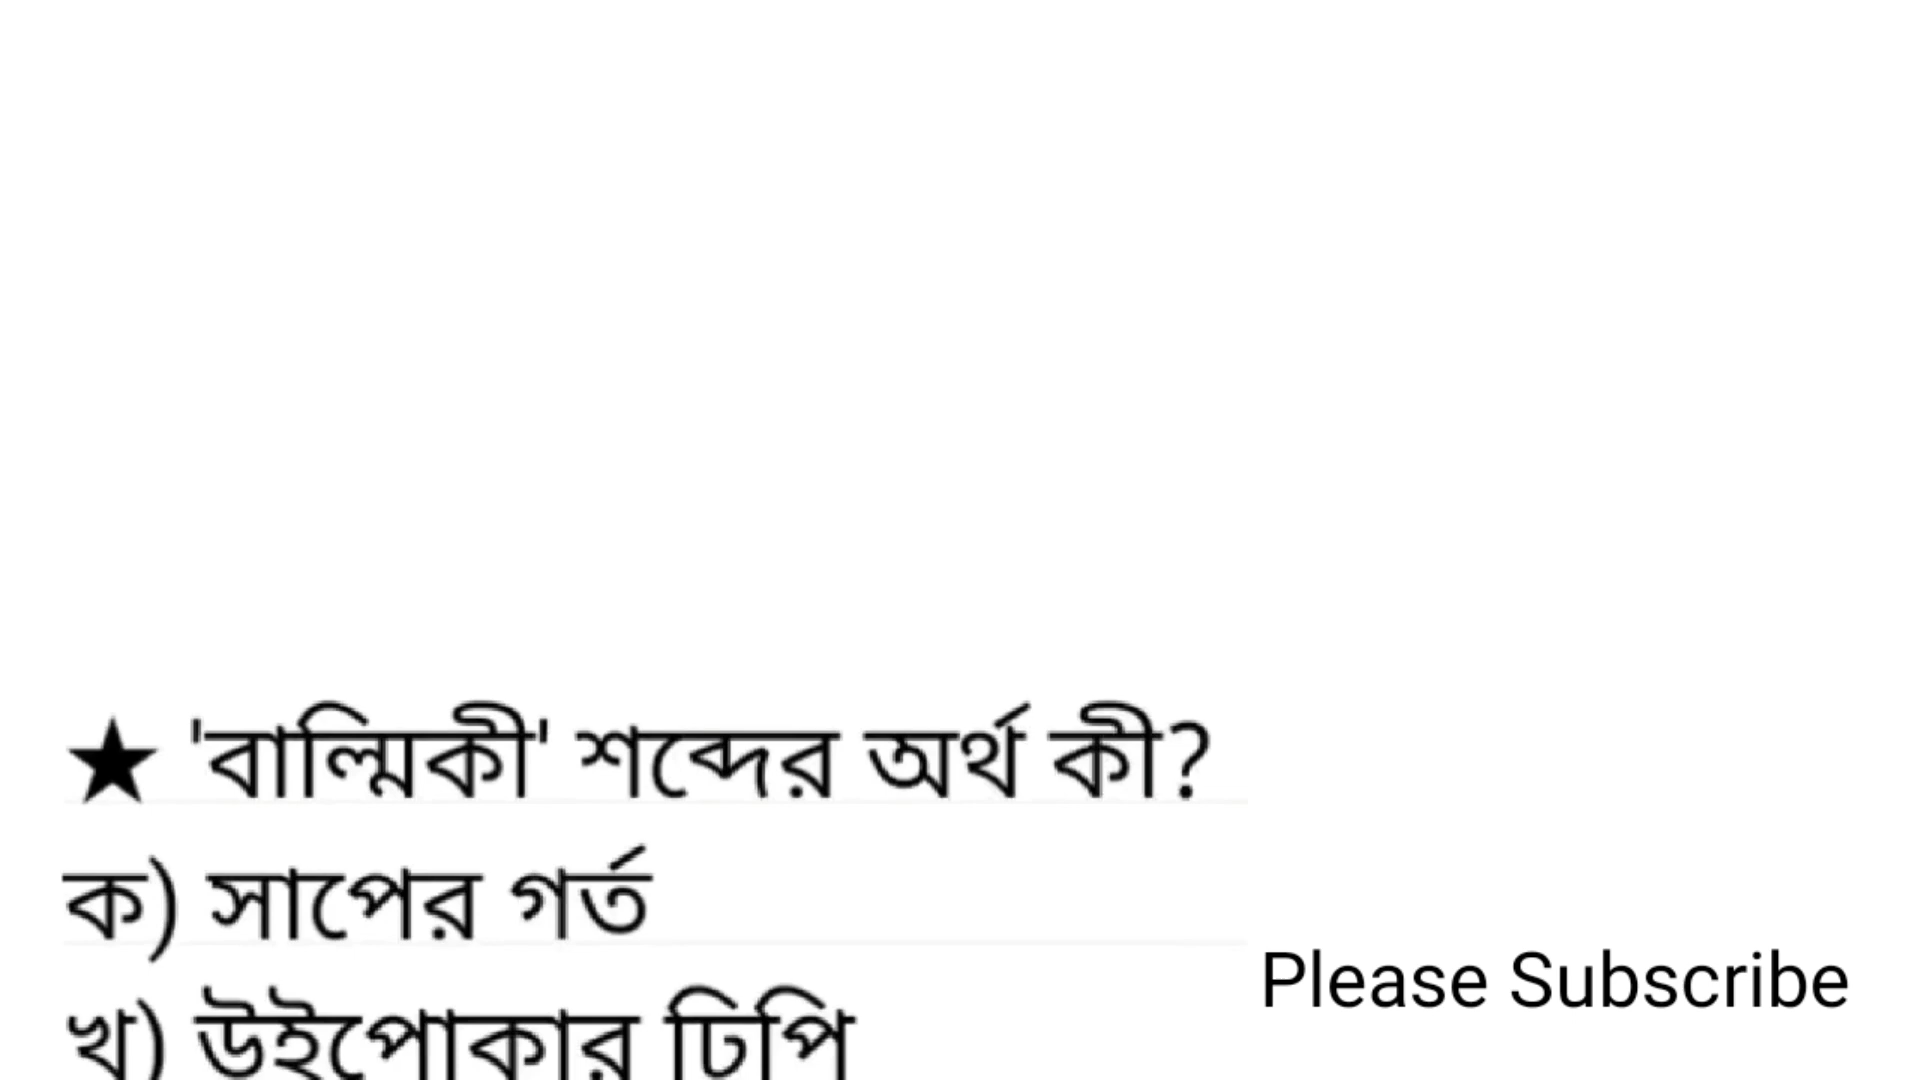 ★ 'বাল্মিকী' শব্দের অর্থ কী?
ক) সাপের গর্ত
Please Subscribe
খ) উইপোকার ঢিপি